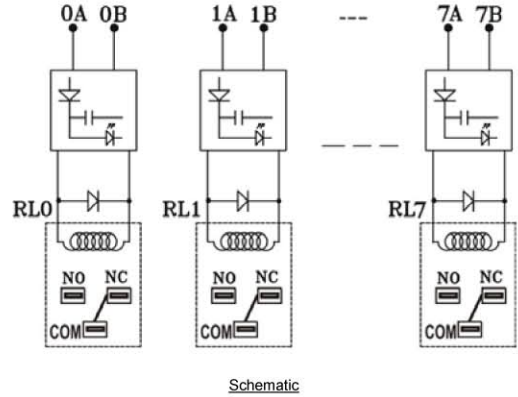 0A 0B 1A 1B --- 7A 7B
RL0 RL1 RL7
NO NC NO NC NO NC
COM COM COM
Schematic